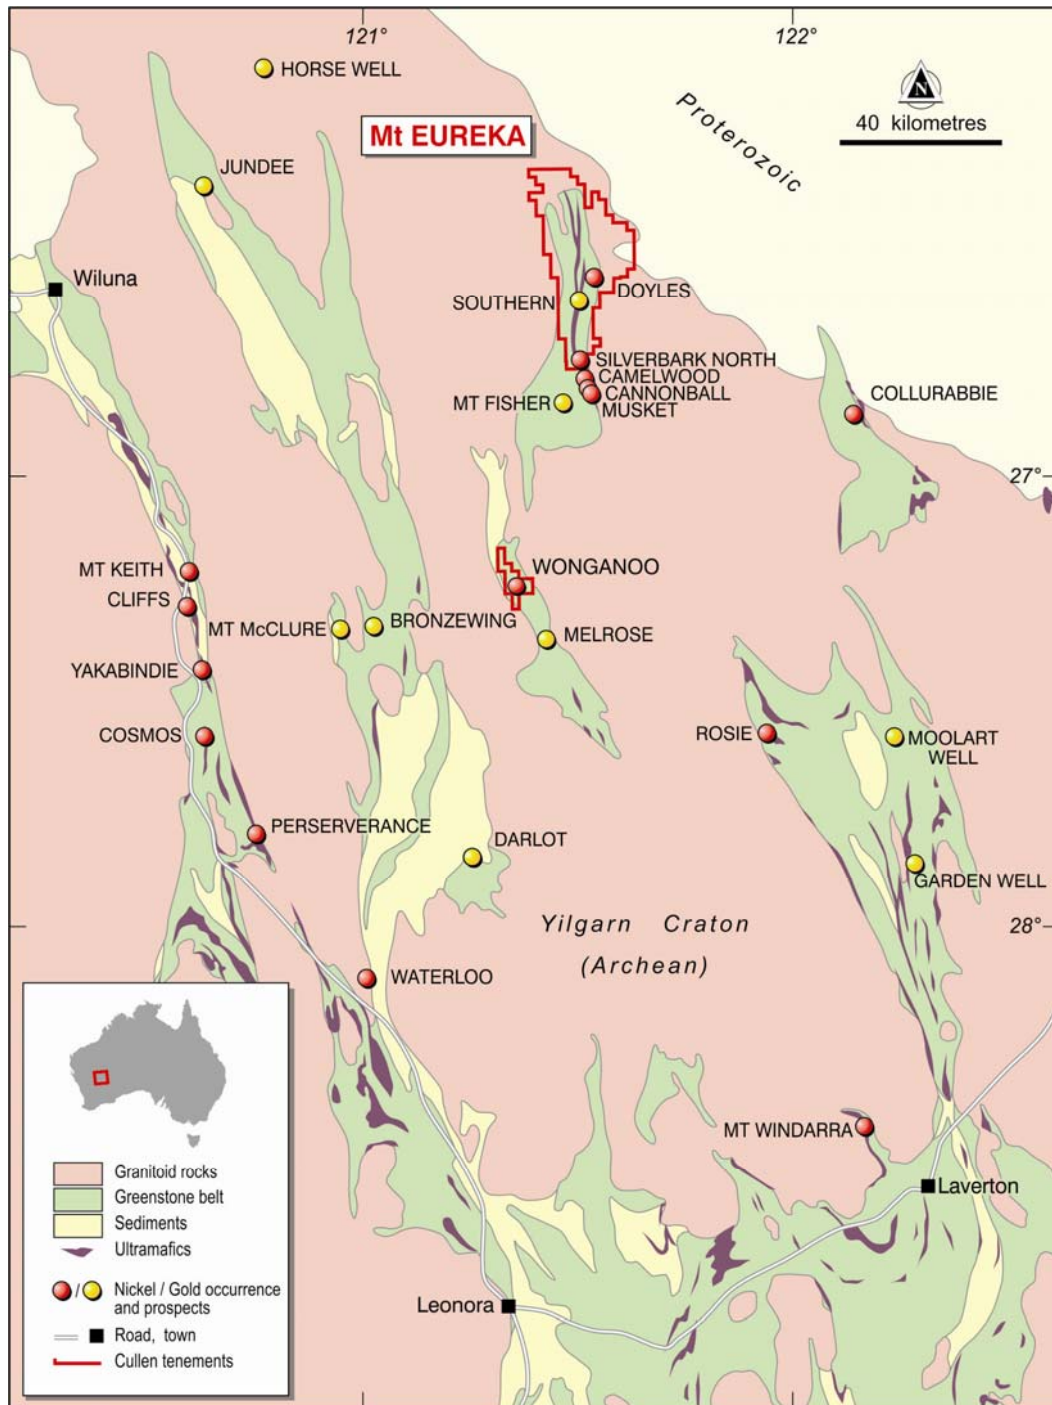 121°
122°
HORSE WELL
N
40 kilometres
Mt EUREKA
Proterozoic
JUNDEE
Wiluna
DOYLES
SOUTHERN
SILVERBARK NORTH
CAMELWOOD
CANNONBALL
MUSKET
MT FISHER
COLLURABBIE
27°
MT KEITH
CLIFFS
WONGANOO
MT McCLURE
BRONZEWING
MELROSE
YAKABINDIE
COSMOS
ROSIE
MOOLART
WELL
PERSERVERANCE
DARLOT
GARDEN WELL
Yilgarn Craton
(Archean)
28°
WATERLOO
MT WINDARRA
Laverton
Leonora
Granitoid rocks
Greenstone belt
Sediments
Ultramafics
/ Nickel / Gold occurrence
and prospects
Road, town
Cullen tenements